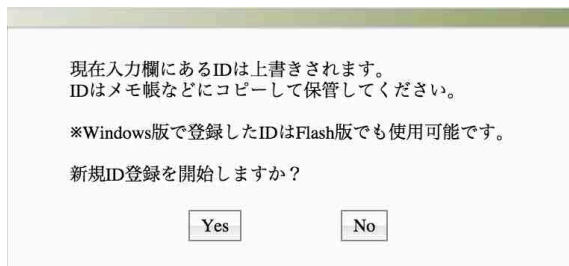 現在入力欄にあるIDは上書きされます。
IDはメモ帳などにコピーして保管してください。
※Windows版で登録したIDはFlash版でも使用可能です。
新規ID登録を開始しますか？
Yes No